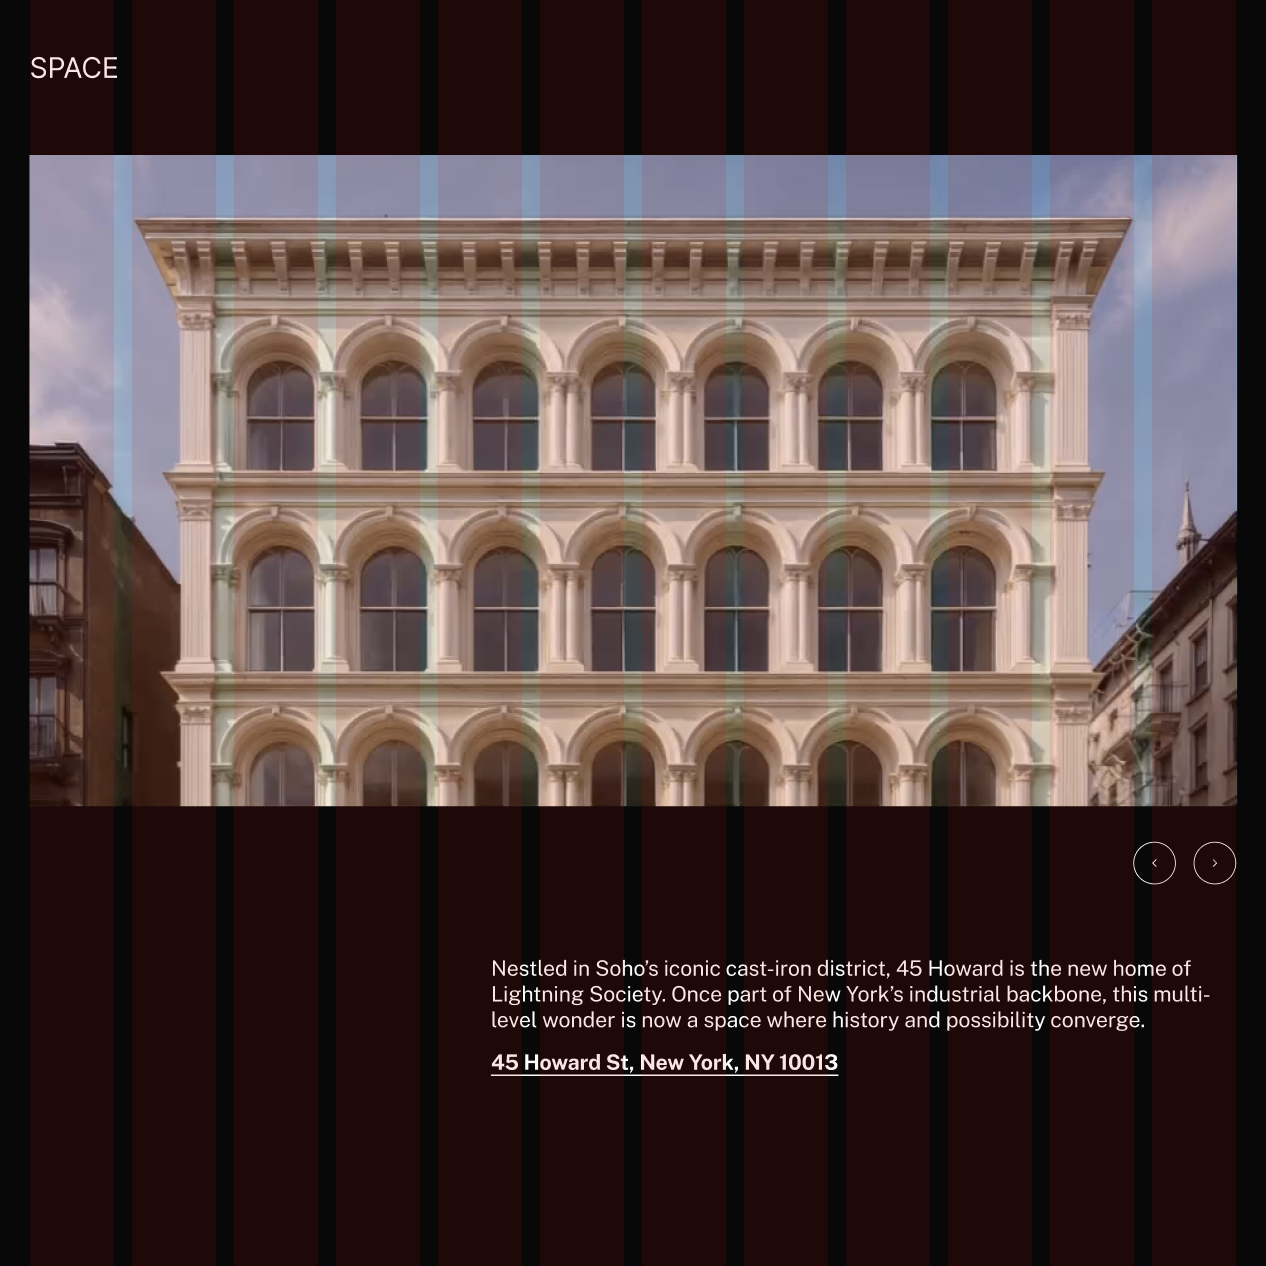 SPACE
Nestled in Soho’s iconic cast-iron district, 45 Howard is the new home of
Lightning Society. Once part of New York’s industrial backbone, this multi-
level wonder is now a space where history and possibility converge.
45 Howard St, New York, NY 10013